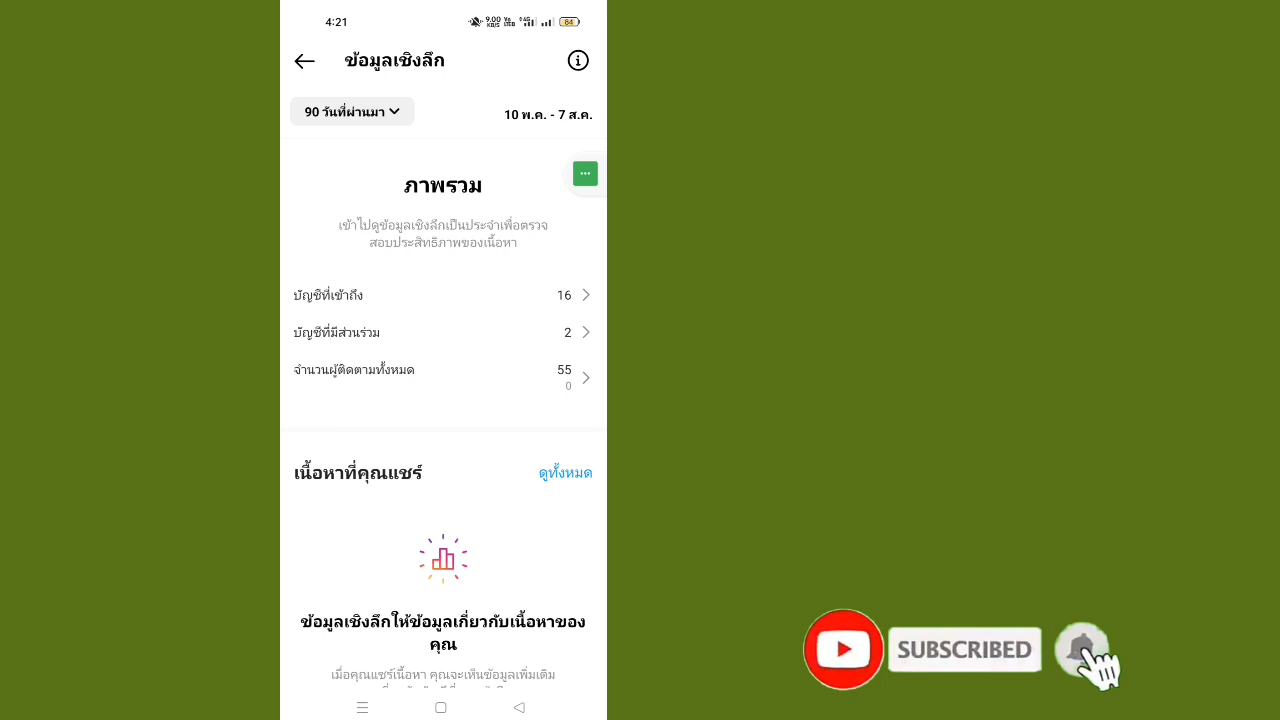 4:21
9.00 KB/S Vo LTE 4G 84
ข้อมูลเชิงลึก
90 วันที่ผ่านมา
10 พ.ค. - 7 ส.ค.
ภาพรวม
เข้าไปดูข้อมูลเชิงลึกเป็นประจำเพื่อตรวจ
สอบประสิทธิภาพของเนื้อหา
บัญชีที่เข้าถึง 16
บัญชีที่มีส่วนร่วม 2
จำนวนผู้ติดตามทั้งหมด 55
0
เนื้อหาที่คุณแชร์ ดูทั้งหมด
ข้อมูลเชิงลึกให้ข้อมูลเกี่ยวกับเนื้อหาของ
คุณ
เมื่อคุณแชร์เนื้อหา คุณจะเห็นข้อมูลเพิ่มเติม
SUBSCRIBED